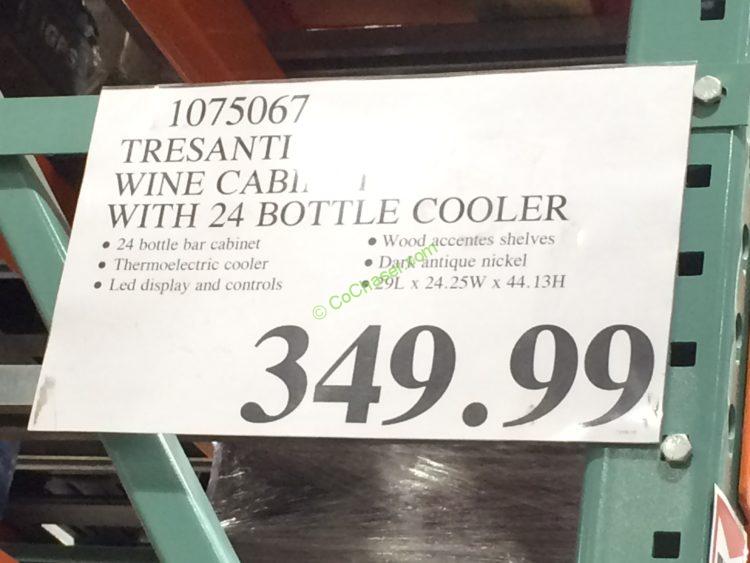 1075067
TRESANTI
WINE
WITH 24 BOTTLE COOLER
• 24 bottle bar cabinet
• Thermoelectric cooler
• Led display and controls
• Wood accentes shelves
• Dark antique nickel
• 29L x 24.25W x 44.13H
© CoChaser.com
349.99